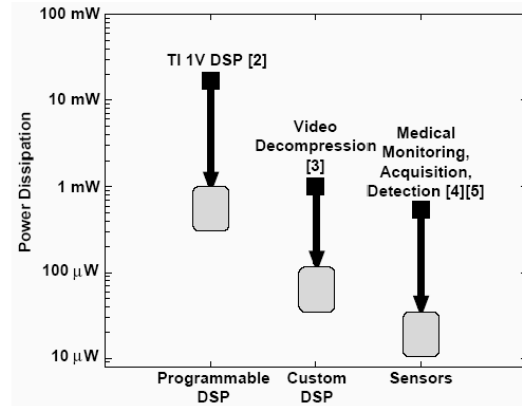 100 mW
TI 1V DSP [2]
10 mW
Video
Decompression
[3]
Medical
Monitoring,
Acquisition,
Detection [4][5]
Power Dissipation
1 mW
100 μW
10 μW
Programmable
DSP
Custom
DSP
Sensors